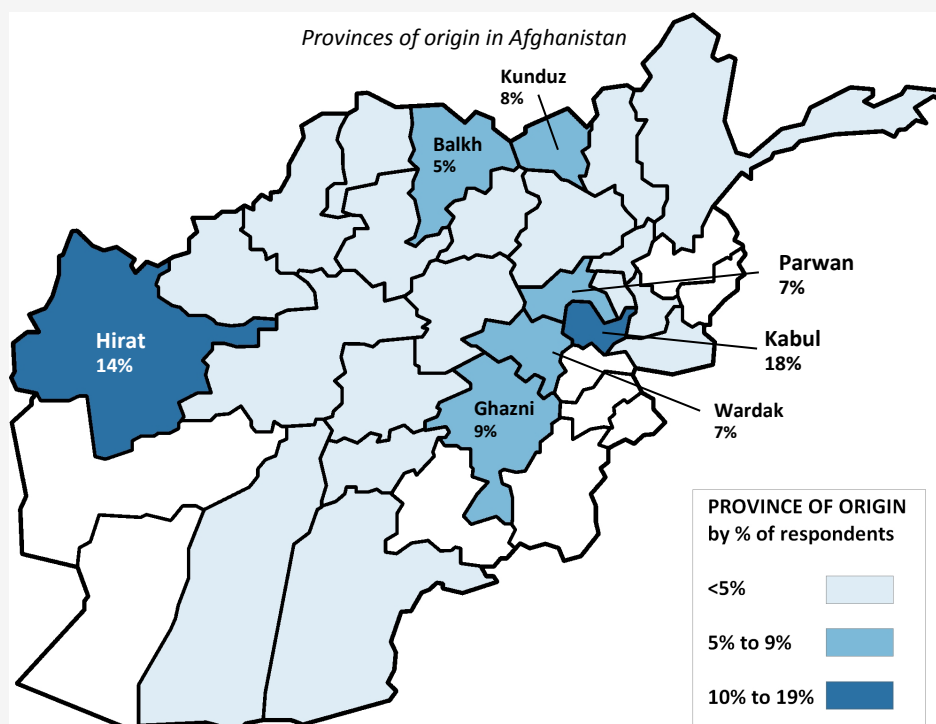 Provinces of origin in Afghanistan
Kunduz
8%
Balkh
5%
Parwan
7%
Hirat
14%
Kabul
18%
Ghazni
9%
Wardak
7%
PROVINCE OF ORIGIN
by % of respondents
<5%
5% to 9%
10% to 19%